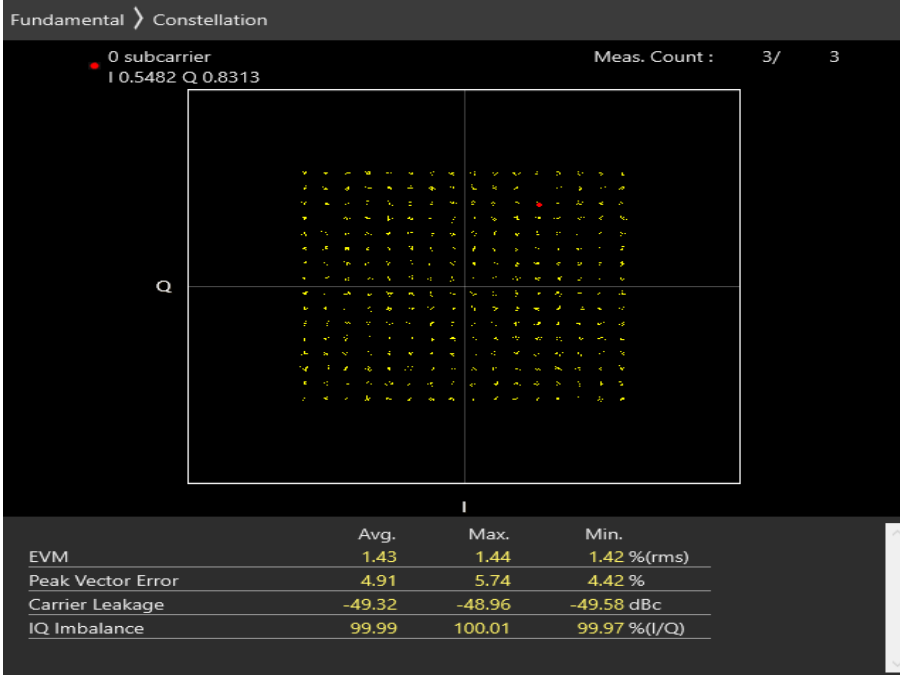 Fundamental 〉 Constellation
0 subcarrier Meas. Count : 3/ 3
I 0.5482 Q 0.8313
Q
I
Avg. Max. Min.
EVM 1.43 1.44 1.42 %(rms)
Peak Vector Error 4.91 5.74 4.42 %
Carrier Leakage -49.32 -48.96 -49.58 dBc
IQ Imbalance 99.99 100.01 99.97 %(I/Q)